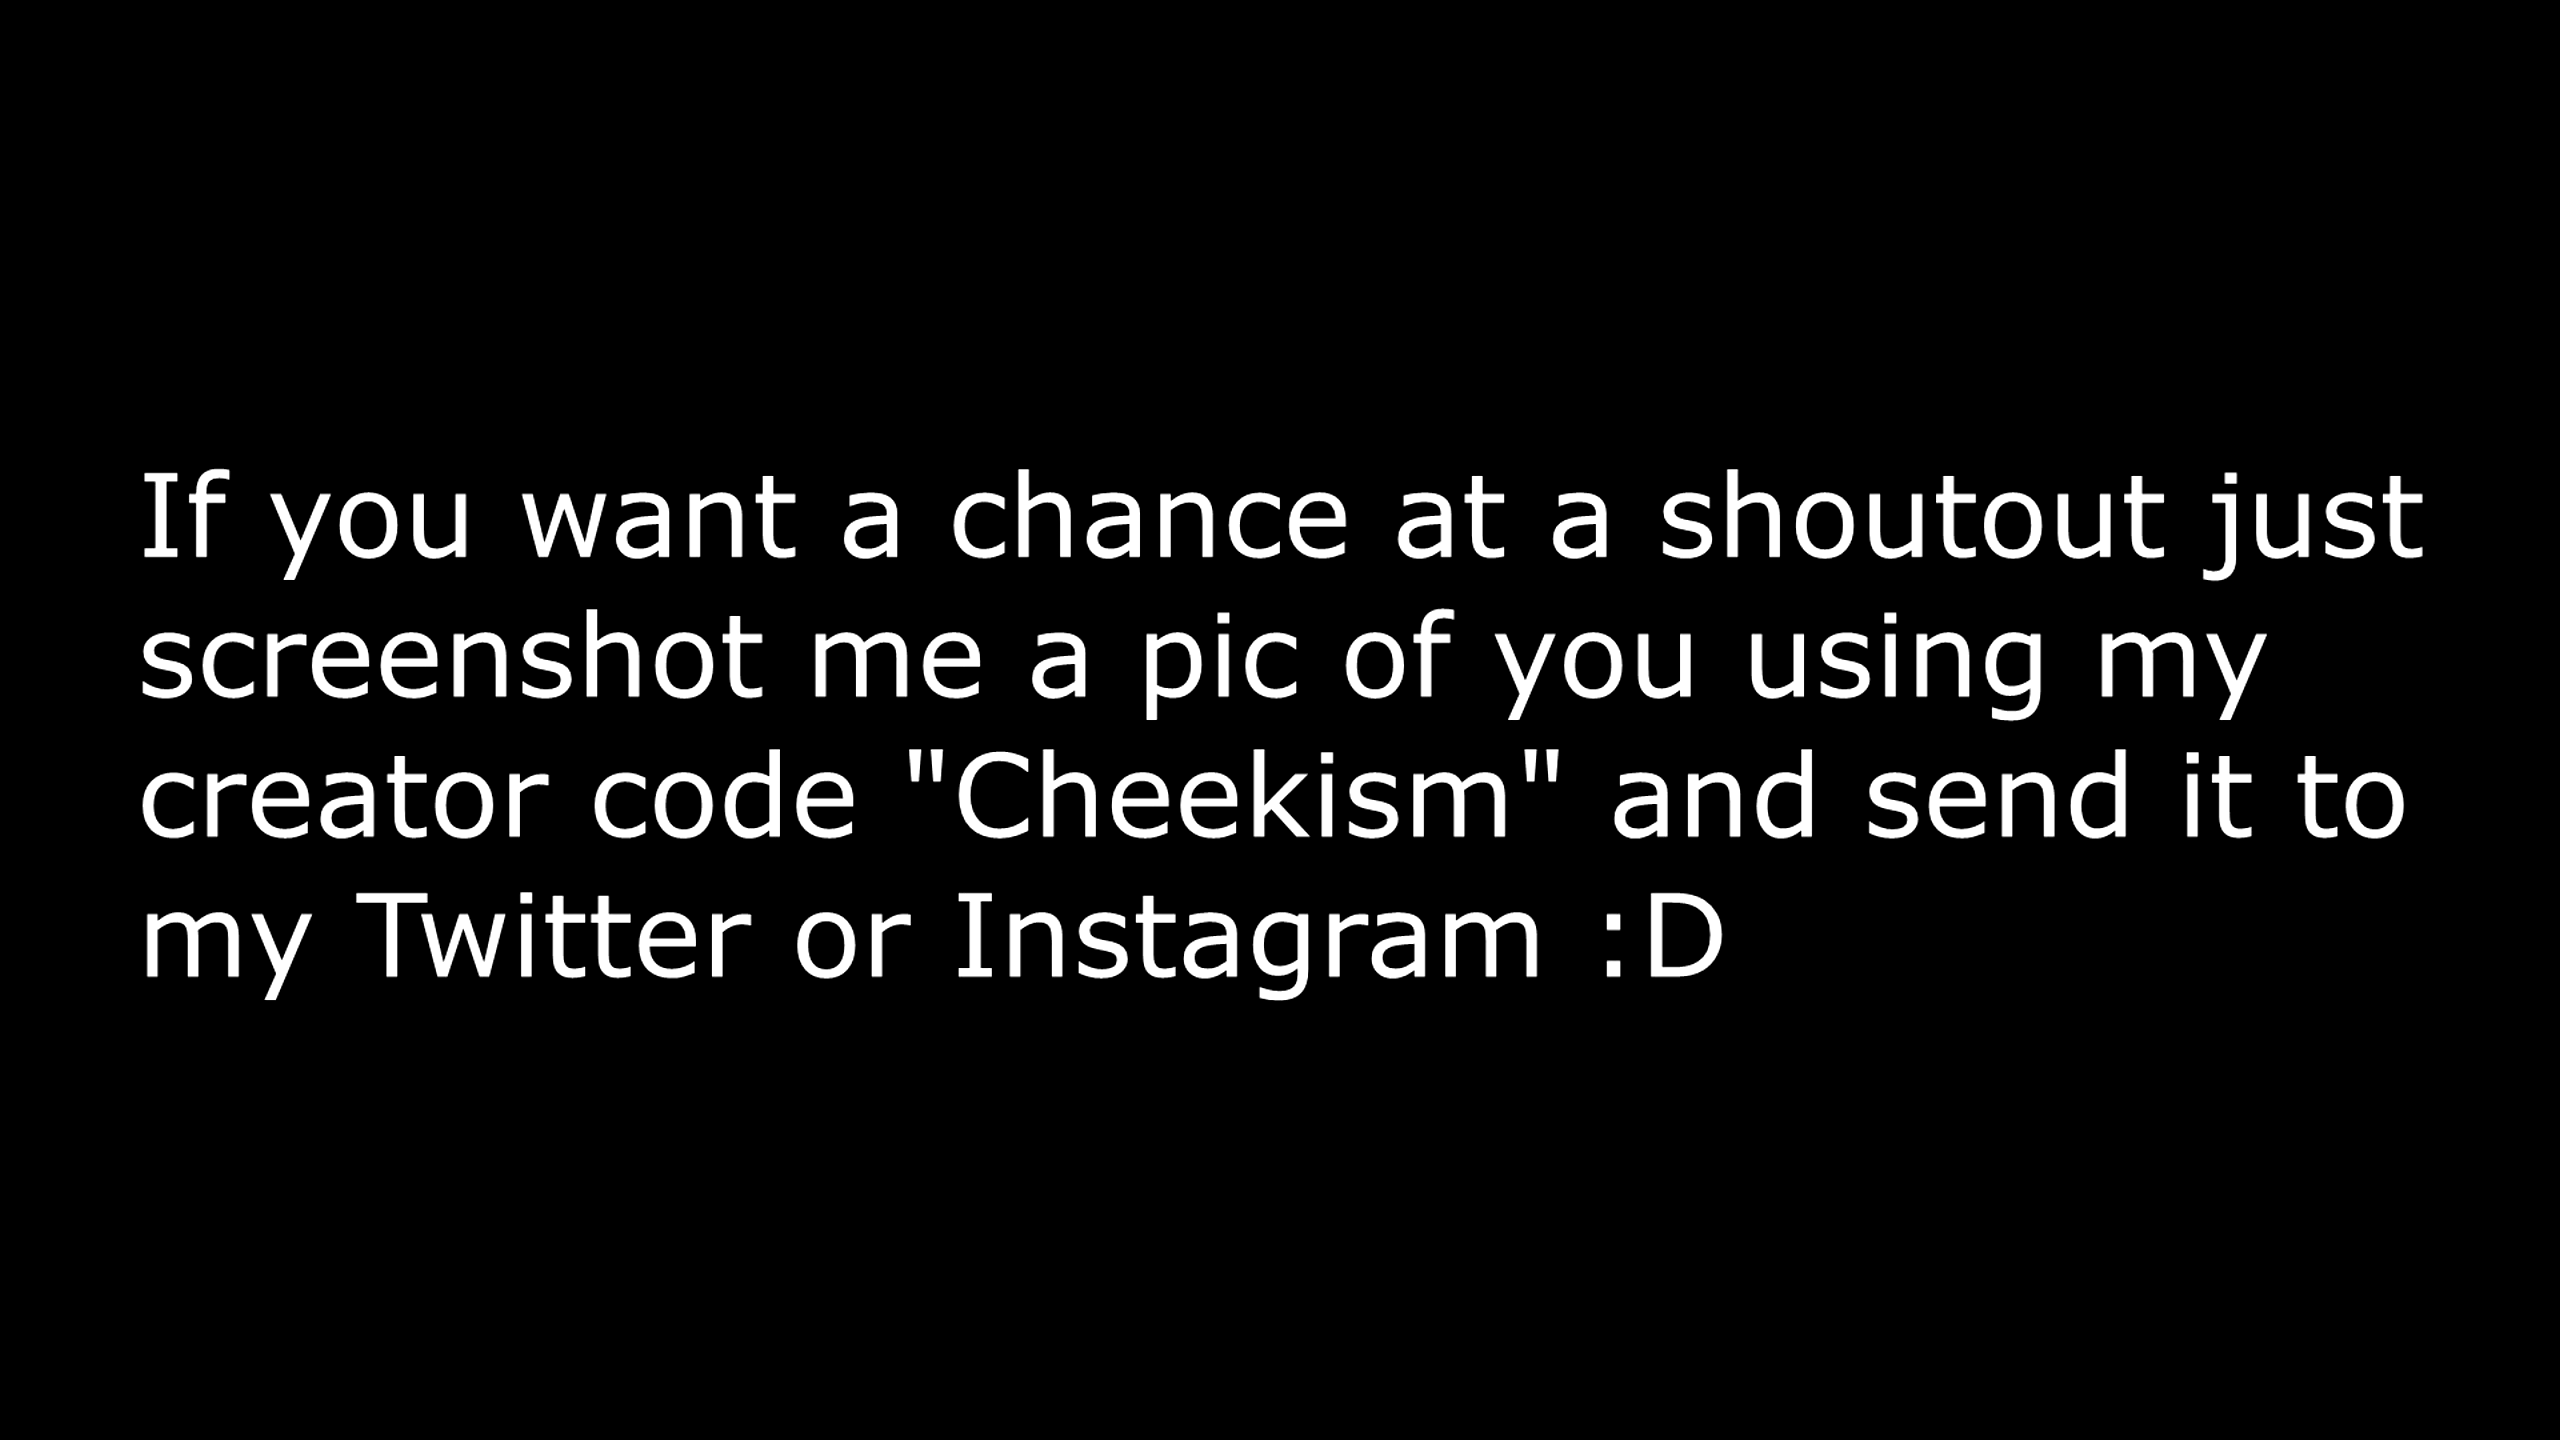 If you want a chance at a shoutout just
screenshot me a pic of you using my
creator code "Cheekism" and send it to
my Twitter or Instagram :D